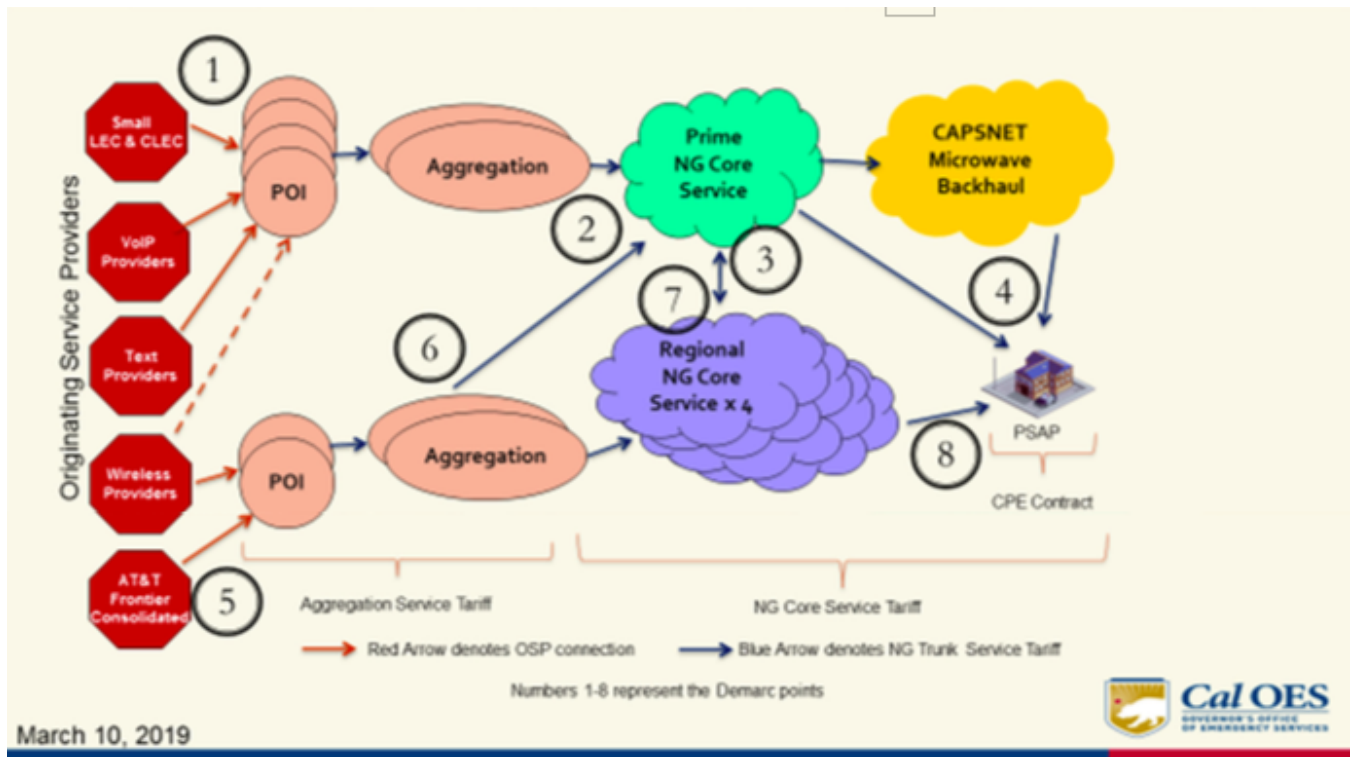 Originating Service Providers
1
Small
LEC & CLEC
VoIP
Providers
Text
Providers
Wireless
Providers
AT&T
Frontier
Consolidated
5
POI
Aggregation
2
Prime
NG Core
Service
CAPSNET
Microwave
Backhaul
3
7
4
6
Regional
NG Core
Service x 4
POI
Aggregation
8
PSAP
CPE Contract
Aggregation Service Tariff
NG Core Service Tariff
Red Arrow denotes OSP connection
Blue Arrow denotes NG Trunk Service Tariff
Numbers 1-8 represent the Demarc points
Cal OES
GOVERNOR'S OFFICE
OF EMERGENCY SERVICES
March 10, 2019